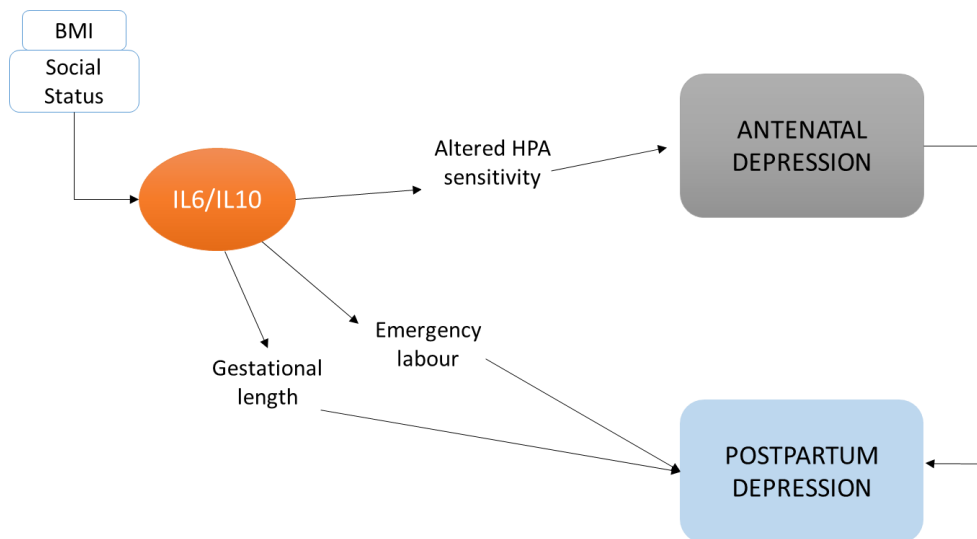 BMI
Social
Status
IL6/IL10
Altered HPA
sensitivity
ANTENATAL
DEPRESSION
Emergency
labour
Gestational
length
POSTPARTUM
DEPRESSION